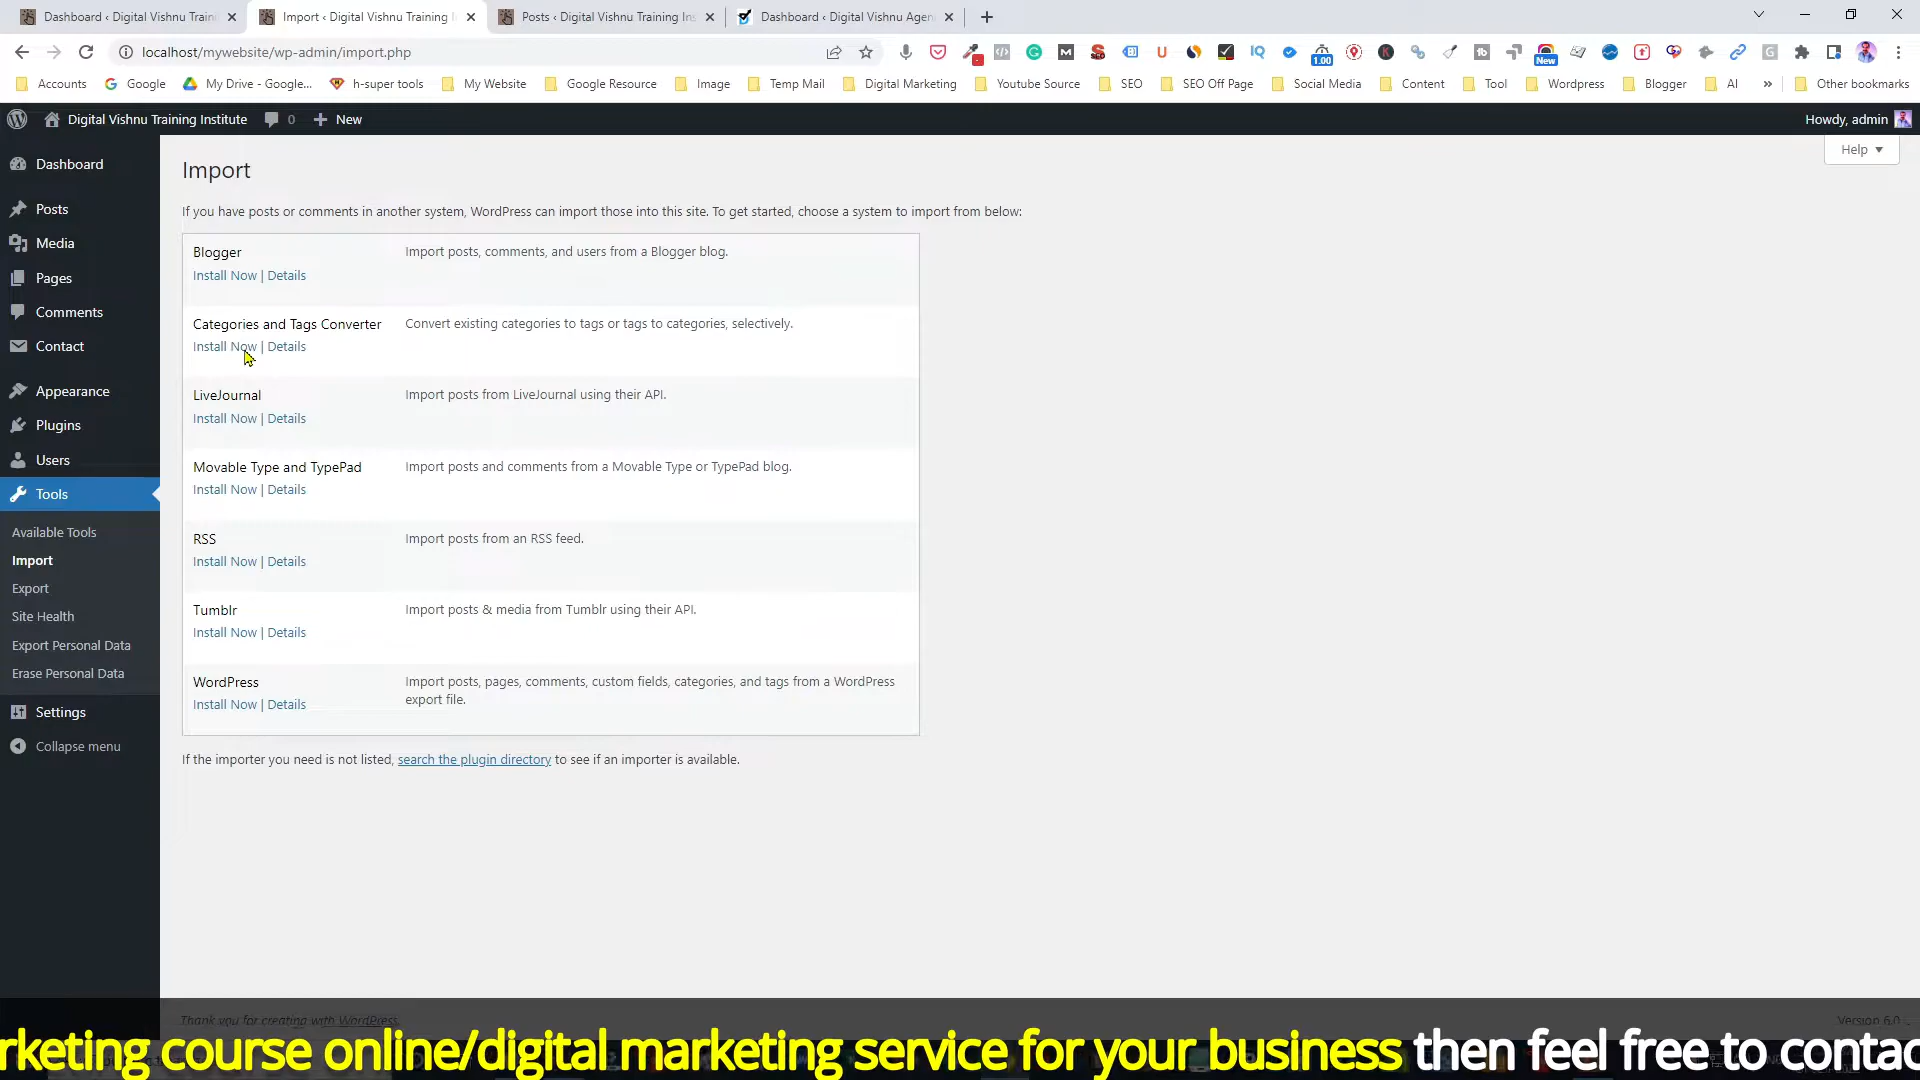 Dashboard ‹ Digital Vishnu Train
Import ‹ Digital Vishnu Training I
Posts ‹ Digital Vishnu Training Ins
Dashboard ‹ Digital Vishnu Agen
localhost/mywebsite/wp-admin/import.php
1.00
New
Accounts
Google
My Drive - Google...
h-super tools
My Website
Google Resource
Image
Temp Mail
Digital Marketing
Youtube Source
SEO
SEO Off Page
Social Media
Content
Tool
Wordpress
Blogger
AI
»
Other bookmarks
Digital Vishnu Training Institute
0
New
Howdy, admin
Help
Dashboard
Posts
Media
Pages
Comments
Contact
Appearance
Plugins
Users
Tools
Available Tools
Import
Export
Site Health
Export Personal Data
Erase Personal Data
Settings
Collapse menu
Import
If you have posts or comments in another system, WordPress can import those into this site. To get started, choose a system to import from below:
Blogger
Import posts, comments, and users from a Blogger blog.
Install Now | Details
Categories and Tags Converter
Convert existing categories to tags or tags to categories, selectively.
Install Now | Details
LiveJournal
Import posts from LiveJournal using their API.
Install Now | Details
Movable Type and TypePad
Import posts and comments from a Movable Type or TypePad blog.
Install Now | Details
RSS
Import posts from an RSS feed.
Install Now | Details
Tumblr
Import posts & media from Tumblr using their API.
Install Now | Details
WordPress
Import posts, pages, comments, custom fields, categories, and tags from a WordPress
export file.
Install Now | Details
If the importer you need is not listed, search the plugin directory to see if an importer is available.
Thank you for creating with WordPress.
Version 6.0
rketing course online/digital marketing service for your business then feel free to contac